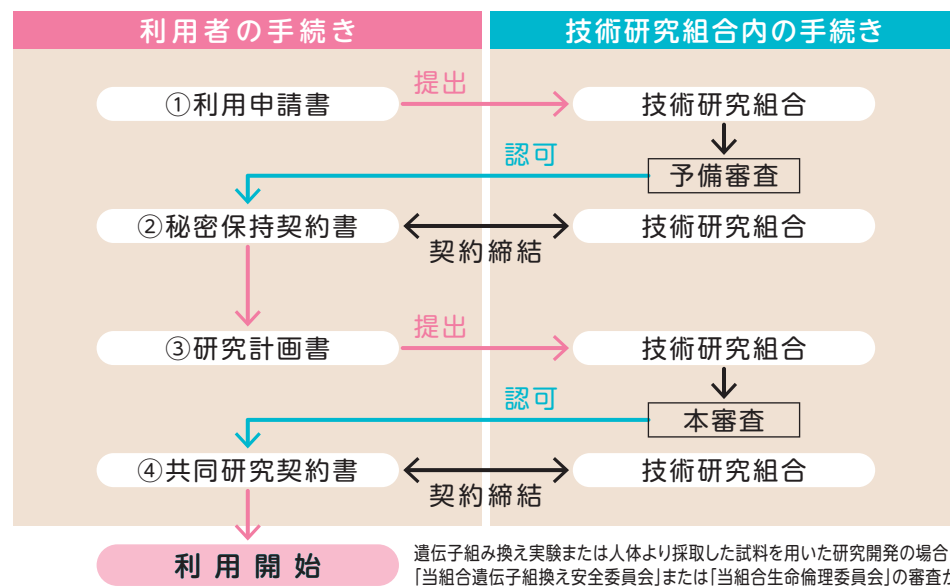 利用者の手続き
技術研究組合内の手続き
①利用申請書
提出
技術研究組合
認可
予備審査
②秘密保持契約書
契約締結
技術研究組合
③研究計画書
提出
技術研究組合
認可
本審査
④共同研究契約書
契約締結
技術研究組合
利用開始
遺伝子組み換え実験または人体より採取した試料を用いた研究開発の場合
「当組合遺伝子組換え安全委員会」または「当組合生命倫理委員会」の審査